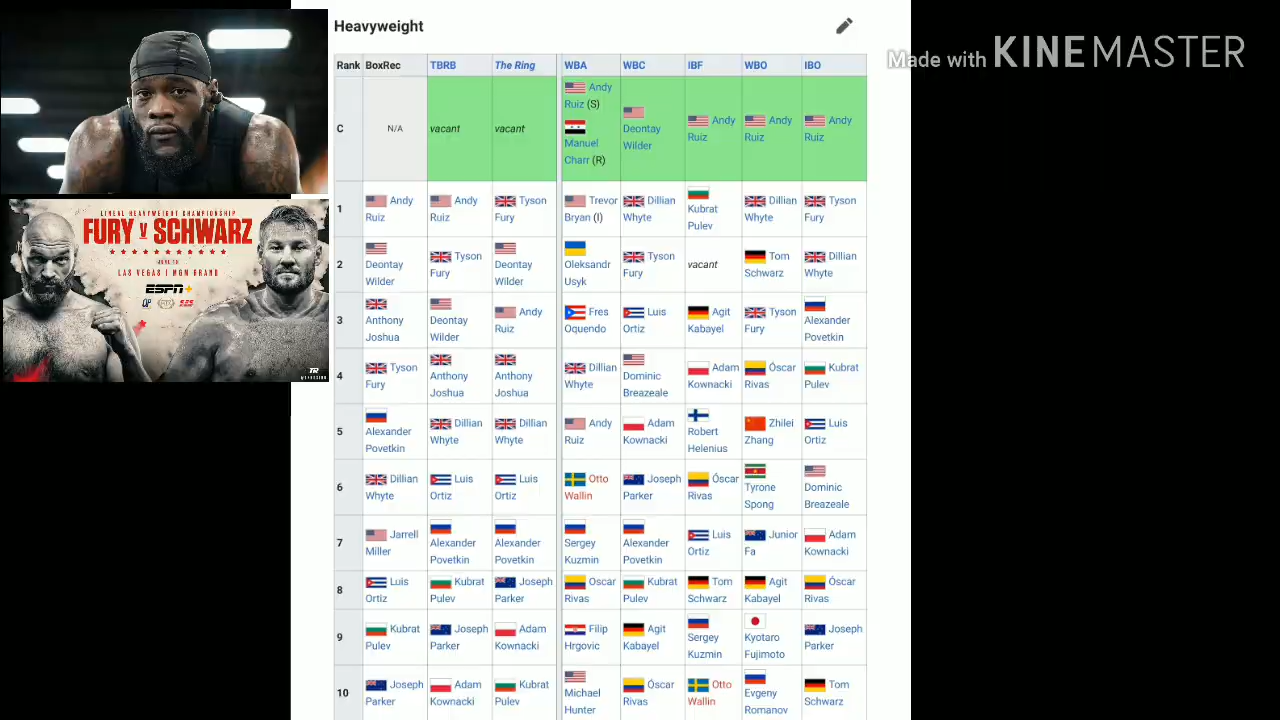 Heavyweight
Made with KINEMASTER
LINEAL HEAVYWEIGHT CHAMPIONSHIP
FURY V SCHWARZ
JUNE 15
LAS VEGAS | MGM GRAND
ESPN+
TR
Rank BoxRec TBRB The Ring WBA WBC IBF WBO IBO
C N/A vacant vacant Andy Ruiz (S) Manuel Charr (R) Deontay Wilder Andy Ruiz Andy Ruiz Andy Ruiz
1 Andy Ruiz Andy Ruiz Tyson Fury Trevor Bryan (I) Dillian Whyte Kubrat Pulev Dillian Whyte Tyson Fury
2 Deontay Wilder Tyson Fury Deontay Wilder Oleksandr Usyk Tyson Fury vacant Tom Schwarz Dillian Whyte
3 Anthony Joshua Deontay Wilder Andy Ruiz Fres Oquendo Luis Ortiz Agit Kabayel Tyson Fury Alexander Povetkin
4 Tyson Fury Anthony Joshua Anthony Joshua Dillian Whyte Dominic Breazeale Adam Kownacki Óscar Rivas Kubrat Pulev
5 Alexander Povetkin Dillian Whyte Dillian Whyte Andy Ruiz Adam Kownacki Robert Helenius Zhilei Zhang Luis Ortiz
6 Dillian Whyte Luis Ortiz Luis Ortiz Otto Wallin Joseph Parker Óscar Rivas Tyrone Spong Dominic Breazeale
7 Jarrell Miller Alexander Povetkin Alexander Povetkin Sergey Kuzmin Alexander Povetkin Luis Ortiz Junior Fa Adam Kownacki
8 Luis Ortiz Kubrat Pulev Joseph Parker Oscar Rivas Kubrat Pulev Tom Schwarz Agit Kabayel Óscar Rivas
9 Kubrat Pulev Joseph Parker Adam Kownacki Filip Hrgovic Agit Kabayel Sergey Kuzmin Kyotaro Fujimoto Joseph Parker
10 Joseph Parker Adam Kownacki Kubrat Pulev Michael Hunter Óscar Rivas Otto Wallin Evgeny Romanov Tom Schwarz